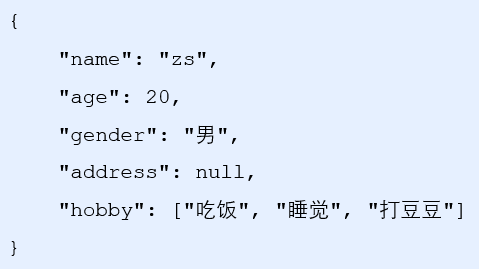 {
    "name": "zs",
    "age": 20,
    "gender": "男",
    "address": null,
    "hobby": ["吃饭", "睡觉", "打豆豆"]
}